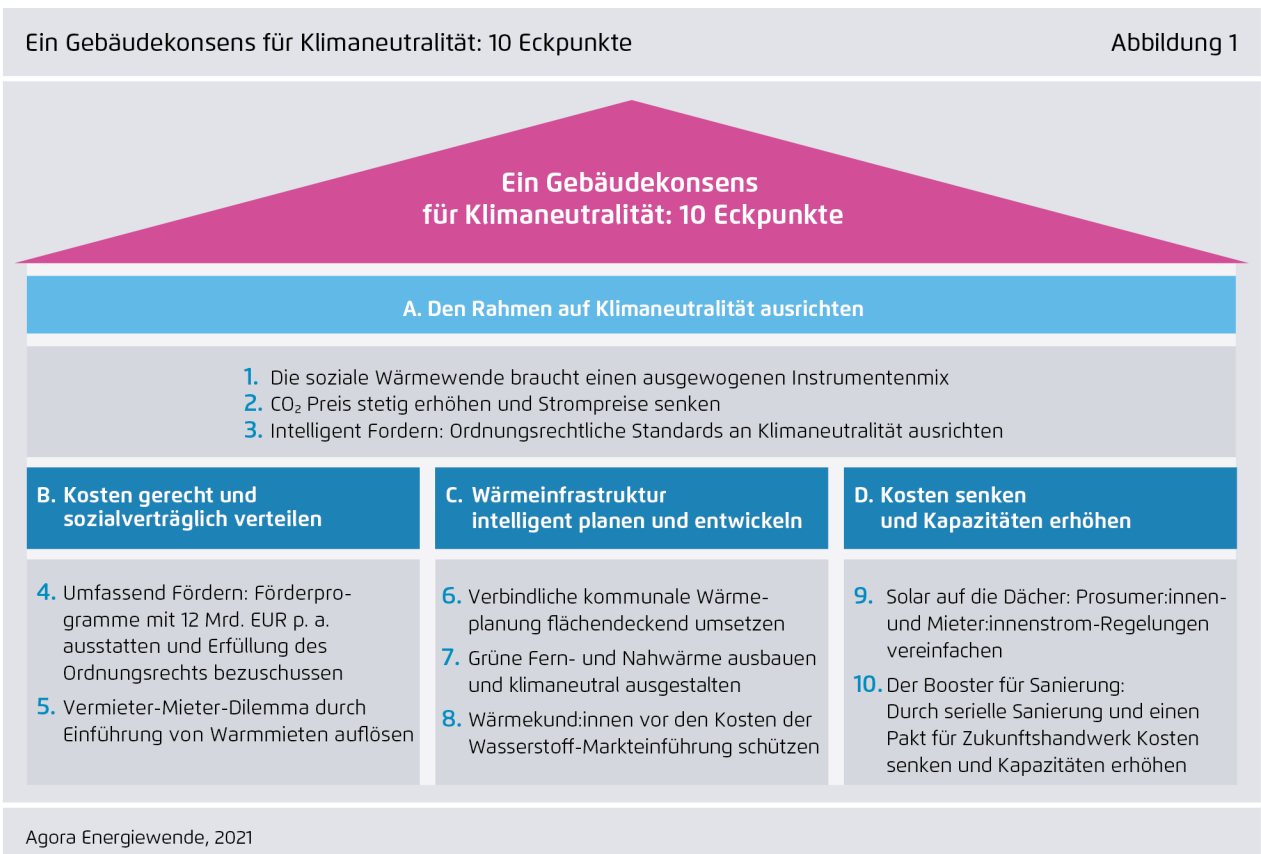 Ein Gebäudekonsens für Klimaneutralität: 10 Eckpunkte
Abbildung 1
Ein Gebäudekonsens
für Klimaneutralität: 10 Eckpunkte
A. Den Rahmen auf Klimaneutralität ausrichten
1. Die soziale Wärmewende braucht einen ausgewogenen Instrumentenmix
2. CO₂ Preis stetig erhöhen und Strompreise senken
3. Intelligent Fordern: Ordnungsrechtliche Standards an Klimaneutralität ausrichten
B. Kosten gerecht und
sozialverträglich verteilen
4. Umfassend Fördern: Förderpro-
gramme mit 12 Mrd. EUR p. a.
ausstatten und Erfüllung des
Ordnungsrechts bezuschussen
5. Vermieter-Mieter-Dilemma durch
Einführung von Warmmieten auflösen
C. Wärmeinfrastruktur
intelligent planen und entwickeln
6. Verbindliche kommunale Wärme-
planung flächendeckend umsetzen
7. Grüne Fern- und Nahwärme ausbauen
und klimaneutral ausgestalten
8. Wärmekund:innen vor den Kosten der
Wasserstoff-Markteinführung schützen
D. Kosten senken
und Kapazitäten erhöhen
9. Solar auf die Dächer: Prosumer:innen-
und Mieter:innenstrom-Regelungen
vereinfachen
10. Der Booster für Sanierung:
Durch serielle Sanierung und einen
Pakt für Zukunftshandwerk Kosten
senken und Kapazitäten erhöhen
Agora Energiewende, 2021